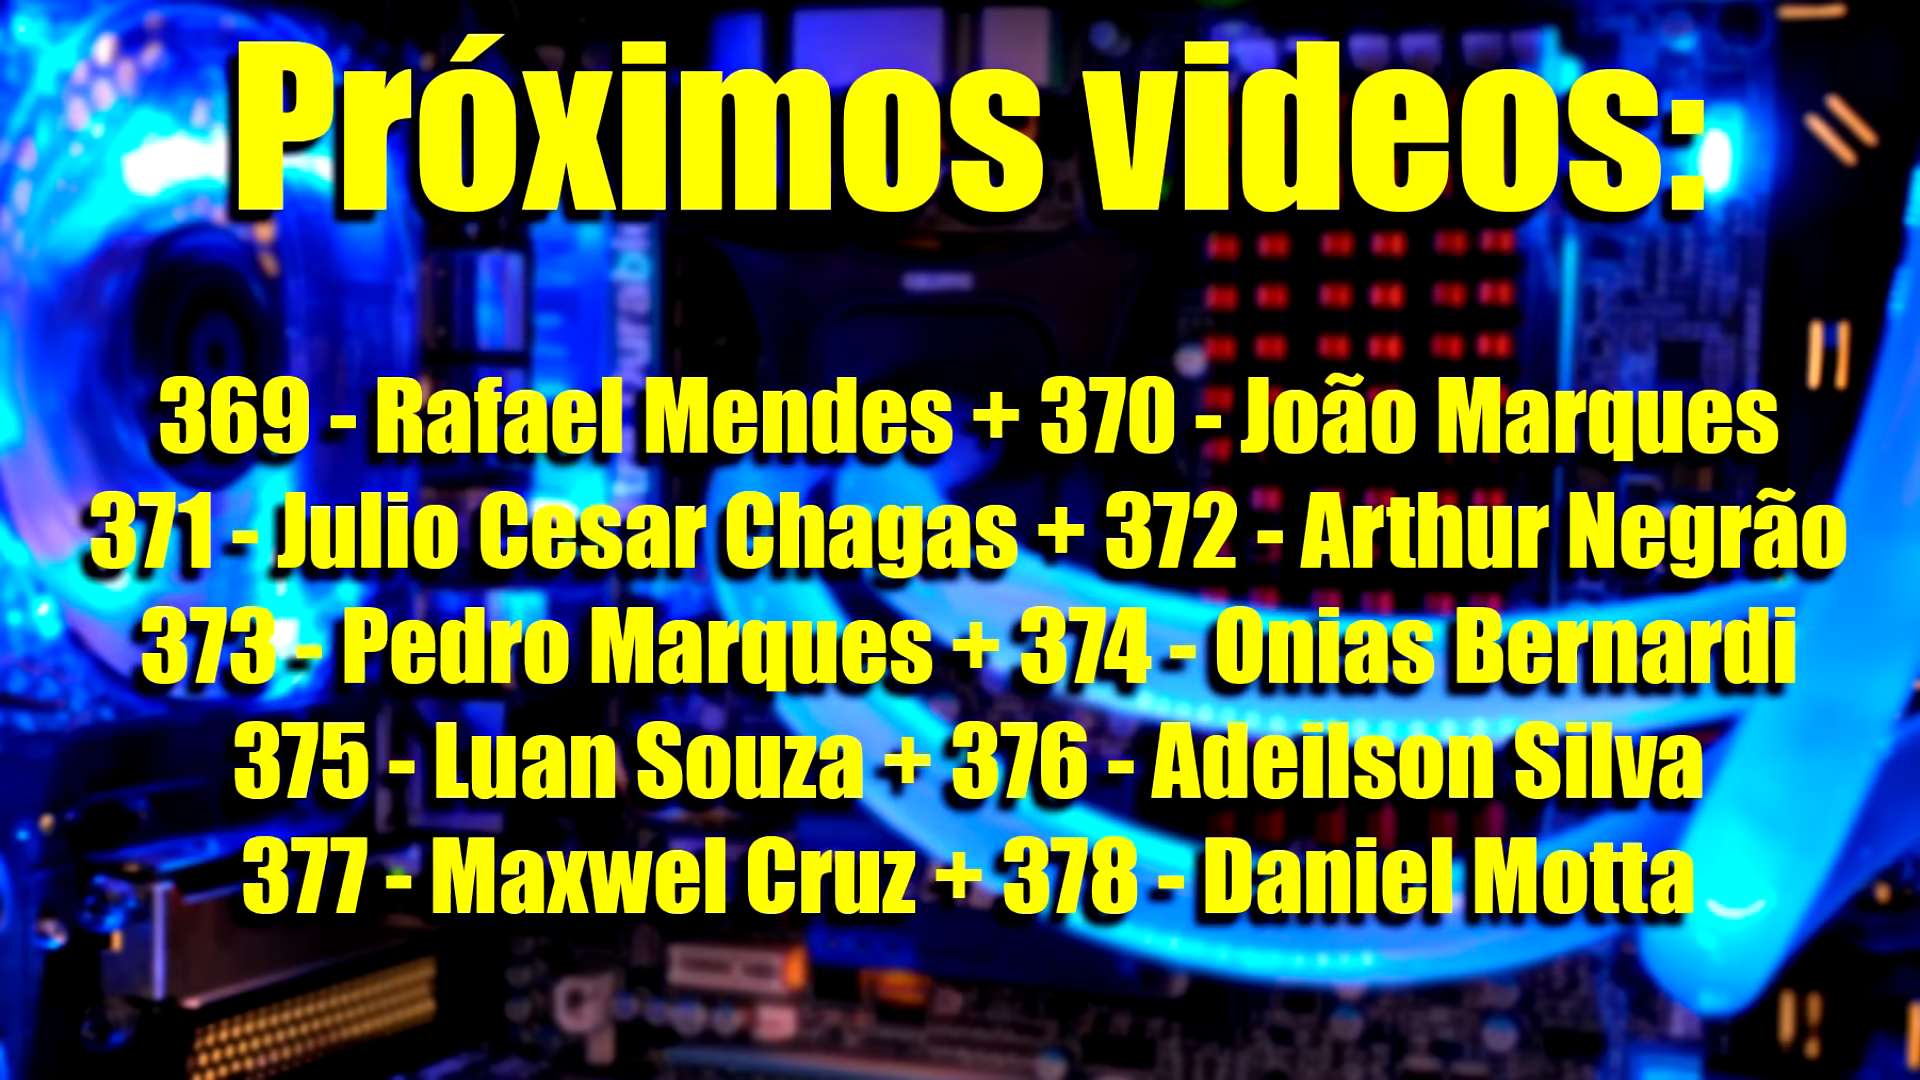 Próximos videos:
369 - Rafael Mendes + 370 - João Marques
371 - Julio Cesar Chagas + 372 - Arthur Negrão
373 - Pedro Marques + 374 - Onias Bernardi
375 - Luan Souza + 376 - Adeilson Silva
377 - Maxwel Cruz + 378 - Daniel Motta